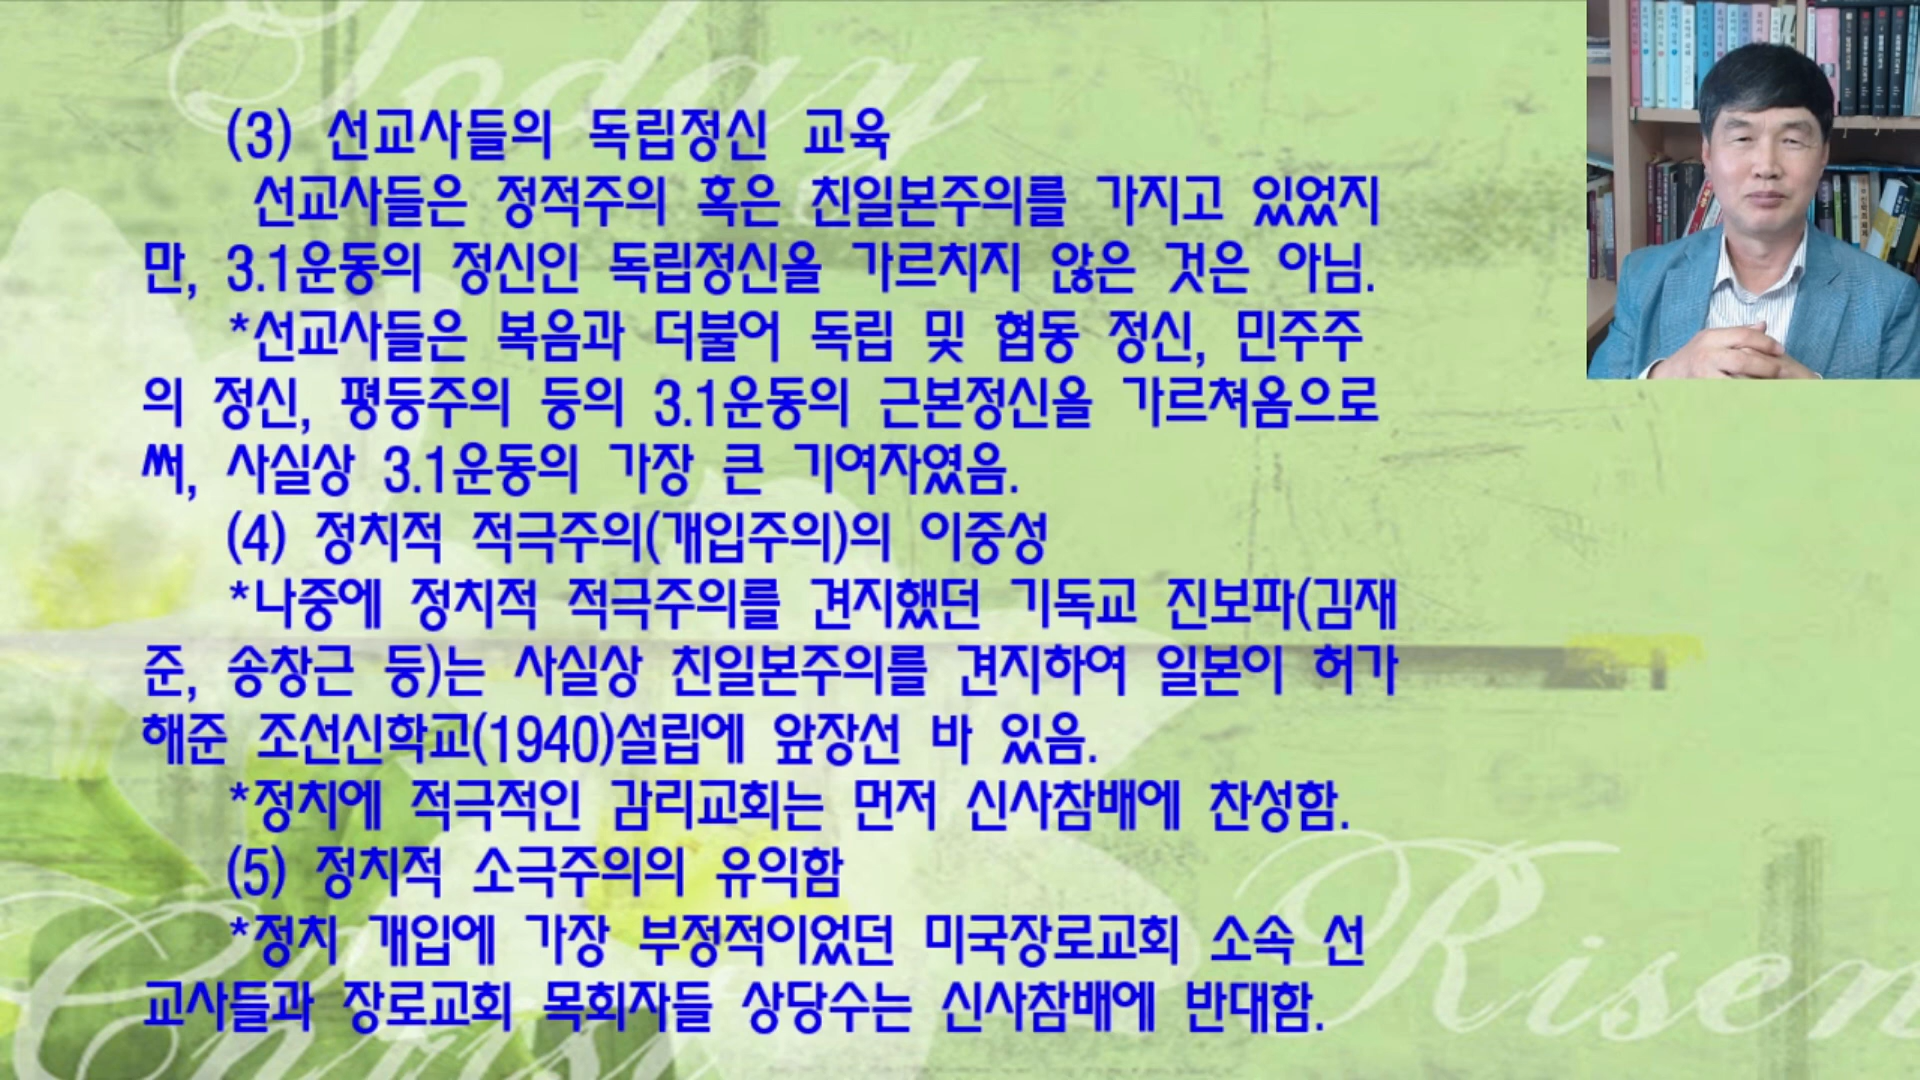 Today
(3) 선교사들의 독립정신 교육
선교사들은 정적주의 혹은 친일본주의를 가지고 있었지
만, 3.1운동의 정신인 독립정신을 가르치지 않은 것은 아님.
*선교사들은 복음과 더불어 독립 및 협동 정신, 민주주
의 정신, 평등주의 등의 3.1운동의 근본정신을 가르쳐옴으로
써, 사실상 3.1운동의 가장 큰 기여자였음.
(4) 정치적 적극주의(개입주의)의 이중성
*나중에 정치적 적극주의를 견지했던 기독교 진보파(김재
준, 송창근 등)는 사실상 친일본주의를 견지하여 일본이 허가
해준 조선신학교(1940)설립에 앞장선 바 있음.
*정치에 적극적인 감리교회는 먼저 신사참배에 찬성함.
(5) 정치적 소극주의의 유익함
*정치 개입에 가장 부정적이었던 미국장로교회 소속 선
교사들과 장로교회 목회자들 상당수는 신사참배에 반대함.
Christ
Risen